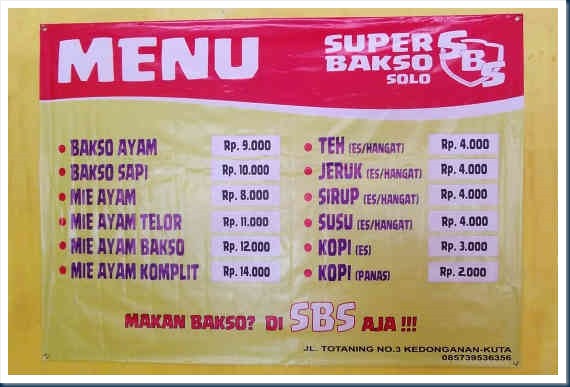 MENU
SUPER BAKSO SOLO
SBS
BAKSO AYAM Rp. 9.000
BAKSO SAPI Rp. 10.000
MIE AYAM Rp. 8.000
MIE AYAM TELOR Rp. 11.000
MIE AYAM BAKSO Rp. 12.000
MIE AYAM KOMPLIT Rp. 14.000
TEH (ES/HANGAT) Rp. 4.000
JERUK (ES/HANGAT) Rp. 4.000
SIRUP (ES/HANGAT) Rp. 4.000
SUSU (ES/HANGAT) Rp. 4.000
KOPI (ES) Rp. 3.000
KOPI (PANAS) Rp. 2.000
MAKAN BAKSO? DI SBS AJA !!!
JL. TOTANING NO.3 KEDONGANAN-KUTA
085739536356